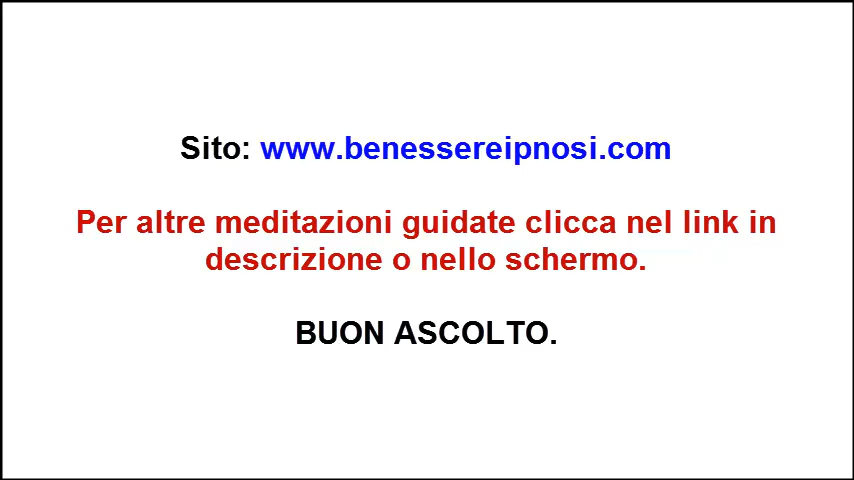 Sito: www.benessereipnosi.com
Per altre meditazioni guidate clicca nel link in
descrizione o nello schermo.
BUON ASCOLTO.